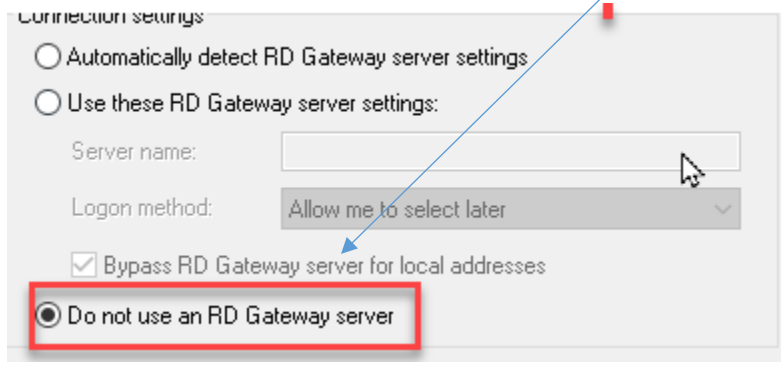 Connection settings
Automatically detect RD Gateway server settings
Use these RD Gateway server settings:
Server name:
Logon method: Allow me to select later
Bypass RD Gateway server for local addresses
Do not use an RD Gateway server